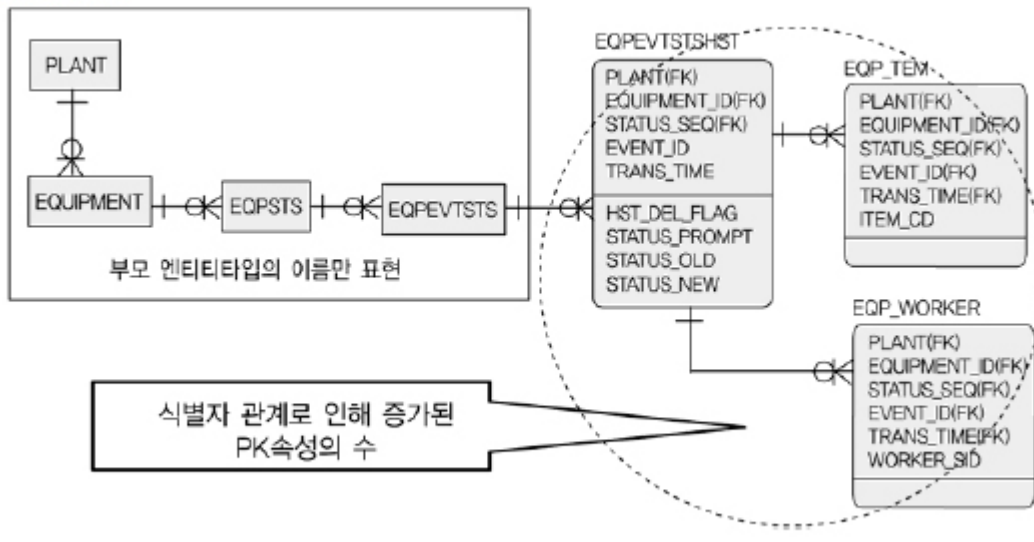 PLANT
EQUIPMENT
EQPSTS
EQPEVTSTS
부모 엔티티타입의 이름만 표현
EQPEVTSTSHST
PLANT(FK)
EQUIPMENT_ID(FK)
STATUS_SEQ(FK)
EVENT_ID
TRANS_TIME
HST_DEL_FLAG
STATUS_PROMPT
STATUS_OLD
STATUS_NEW
EQP_TEM
PLANT(FK)
EQUIPMENT_ID(FK)
STATUS_SEQ(FK)
EVENT_ID(FK)
TRANS_TIME(FK)
ITEM_CD
EQP_WORKER
PLANT(FK)
EQUIPMENT_ID(FK)
STATUS_SEQ(FK)
EVENT_ID(FK)
TRANS_TIME(FK)
WORKER_SID
식별자 관계로 인해 증가된
PK속성의 수